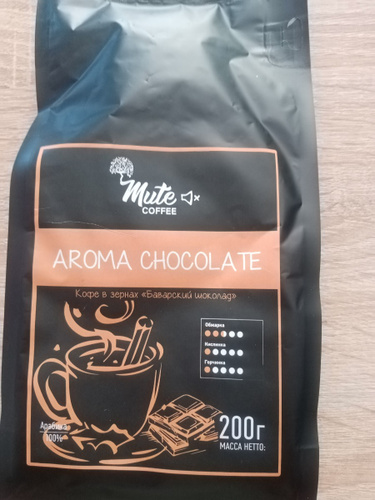 Mute
COFFEE
AROMA CHOCOLATE
Кофе в зернах «Баварский шоколад»
Обжарка
Кислинка
Горчинка
Арабика
100%
200г
МАССА НЕТТО: